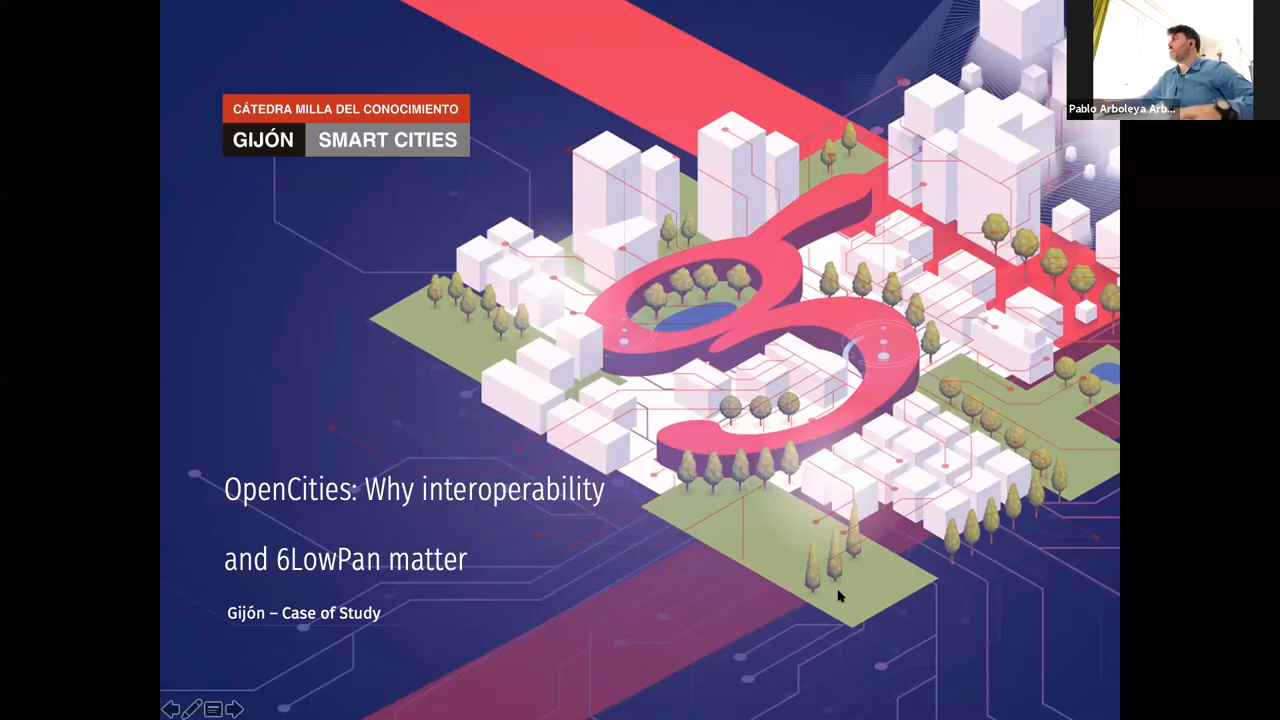 CÁTEDRA MILLA DEL CONOCIMIENTO
GIJÓN SMART CITIES
Pablo Arboleya Arb...
OpenCities: Why interoperability
and 6LowPan matter
Gijón – Case of Study